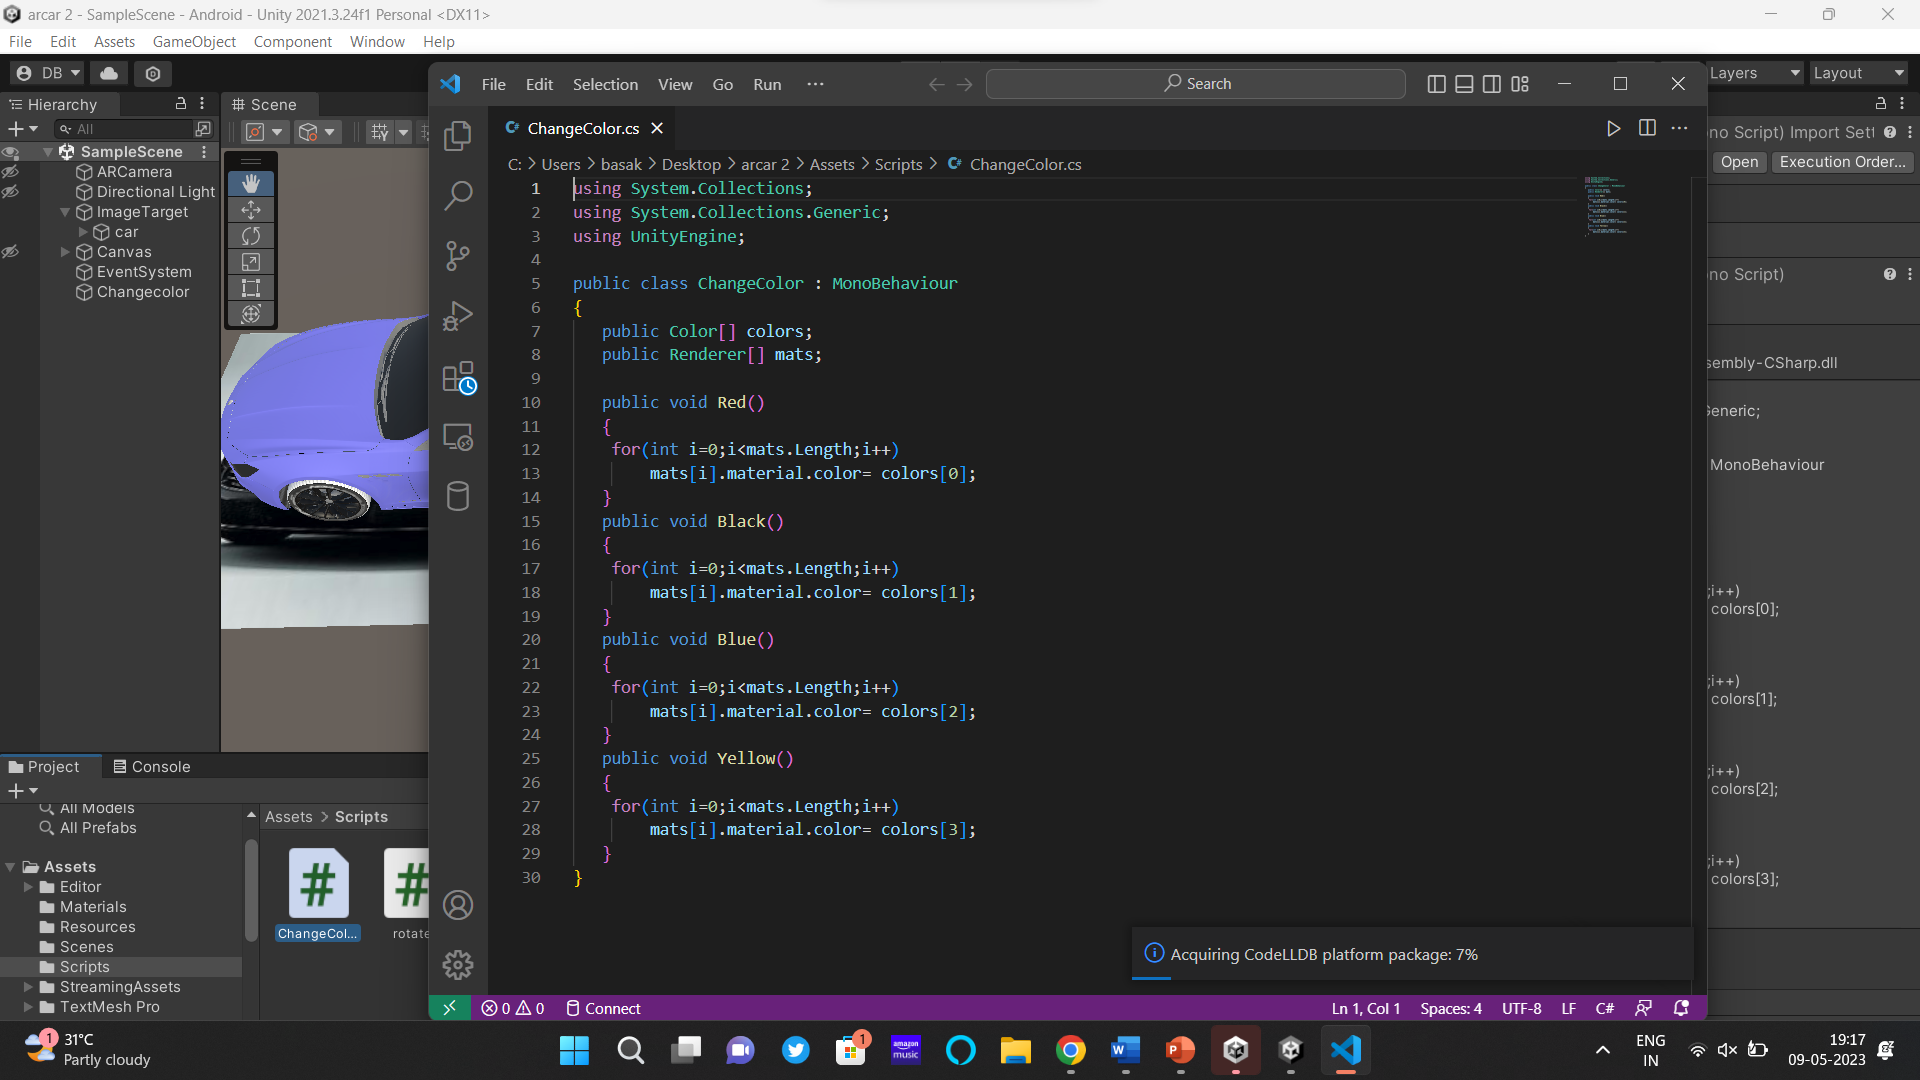 arcar 2 - SampleScene - Android - Unity 2021.3.24f1 Personal <DX11>
File Edit Assets GameObject Component Window Help
DB
Layers
Layout
Hierarchy
All
SampleScene
ARCamera
Directional Light
ImageTarget
car
Canvas
EventSystem
Changecolor
Scene
File Edit Selection View Go Run ...
Search
ChangeColor.cs
C: > Users > basak > Desktop > arcar 2 > Assets > Scripts > ChangeColor.cs
1 using System.Collections;
2 using System.Collections.Generic;
3 using UnityEngine;
4
5 public class ChangeColor : MonoBehaviour
6 {
7 public Color[] colors;
8 public Renderer[] mats;
9
10 public void Red()
11 {
12 for(int i=0;i<mats.Length;i++)
13 mats[i].material.color= colors[0];
14 }
15 public void Black()
16 {
17 for(int i=0;i<mats.Length;i++)
18 mats[i].material.color= colors[1];
19 }
20 public void Blue()
21 {
22 for(int i=0;i<mats.Length;i++)
23 mats[i].material.color= colors[2];
24 }
25 public void Yellow()
26 {
27 for(int i=0;i<mats.Length;i++)
28 mats[i].material.color= colors[3];
29 }
30 }
Acquiring CodeLLDB platform package: 7%
0 0
Connect
Ln 1, Col 1 Spaces: 4 UTF-8 LF C#
no Script) Import Sett
Open
Execution Order...
no Script)
sembly-CSharp.dll
Generic;
MonoBehaviour
;i++)
colors[0];
;i++)
colors[1];
;i++)
colors[2];
;i++)
colors[3];
Project
Console
All Models
All Prefabs
Assets
Editor
Materials
Resources
Scenes
Scripts
StreamingAssets
TextMesh Pro
Assets > Scripts
ChangeCol...
rotate
1
31°C
Partly cloudy
1
amazon music
ENG
IN
19:17
09-05-2023